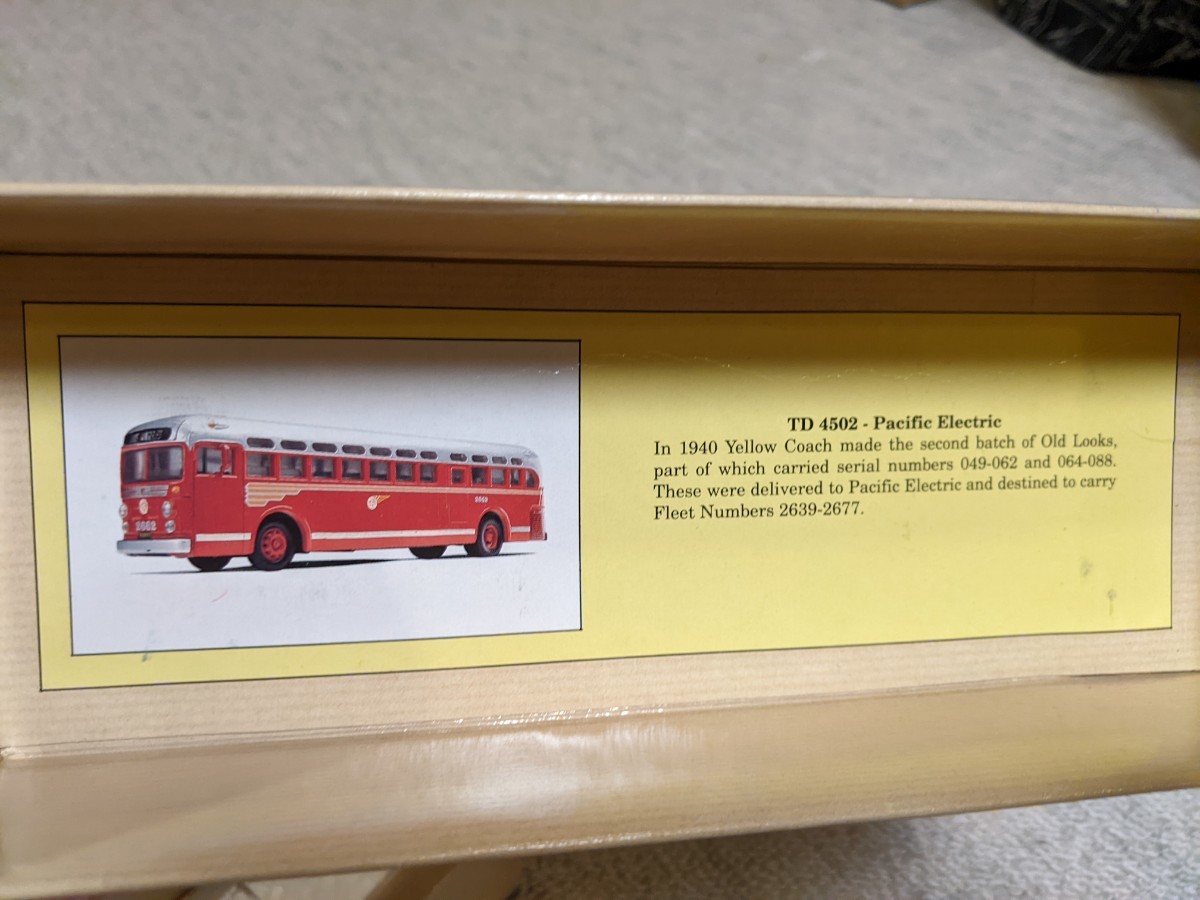 TD 4502 - Pacific Electric
In 1940 Yellow Coach made the second batch of Old Looks,
part of which carried serial numbers 049-062 and 064-088.
These were delivered to Pacific Electric and destined to carry
Fleet Numbers 2639-2677.